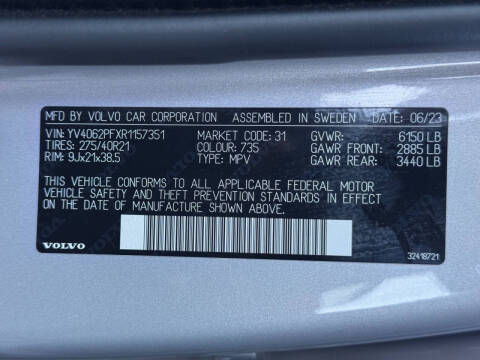 MFD BY VOLVO CAR CORPORATION ASSEMBLED IN SWEDEN DATE: 06/23
VIN: YV4062PFXR1157351 MARKET CODE: 31 GVWR: 6150 LB
TIRES: 275/40R21 COLOUR: 735 GAWR FRONT: 2885 LB
RIM: 9Jx21x38.5 TYPE: MPV GAWR REAR: 3440 LB
THIS VEHICLE CONFORMS TO ALL APPLICABLE FEDERAL MOTOR
VEHICLE SAFETY AND THEFT PREVENTION STANDARDS IN EFFECT
ON THE DATE OF MANUFACTURE SHOWN ABOVE.
VOLVO
32418721